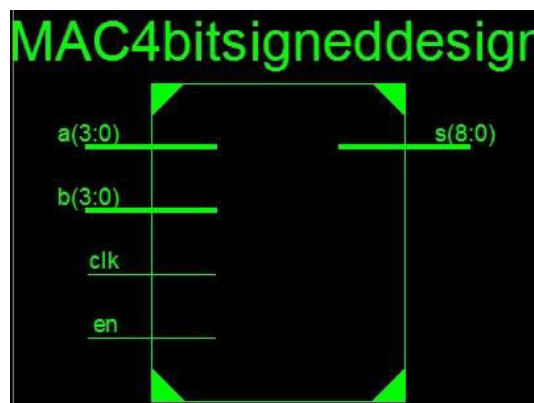 MAC4bitsigneddesign
a(3:0)
s(8:0)
b(3:0)
clk
en